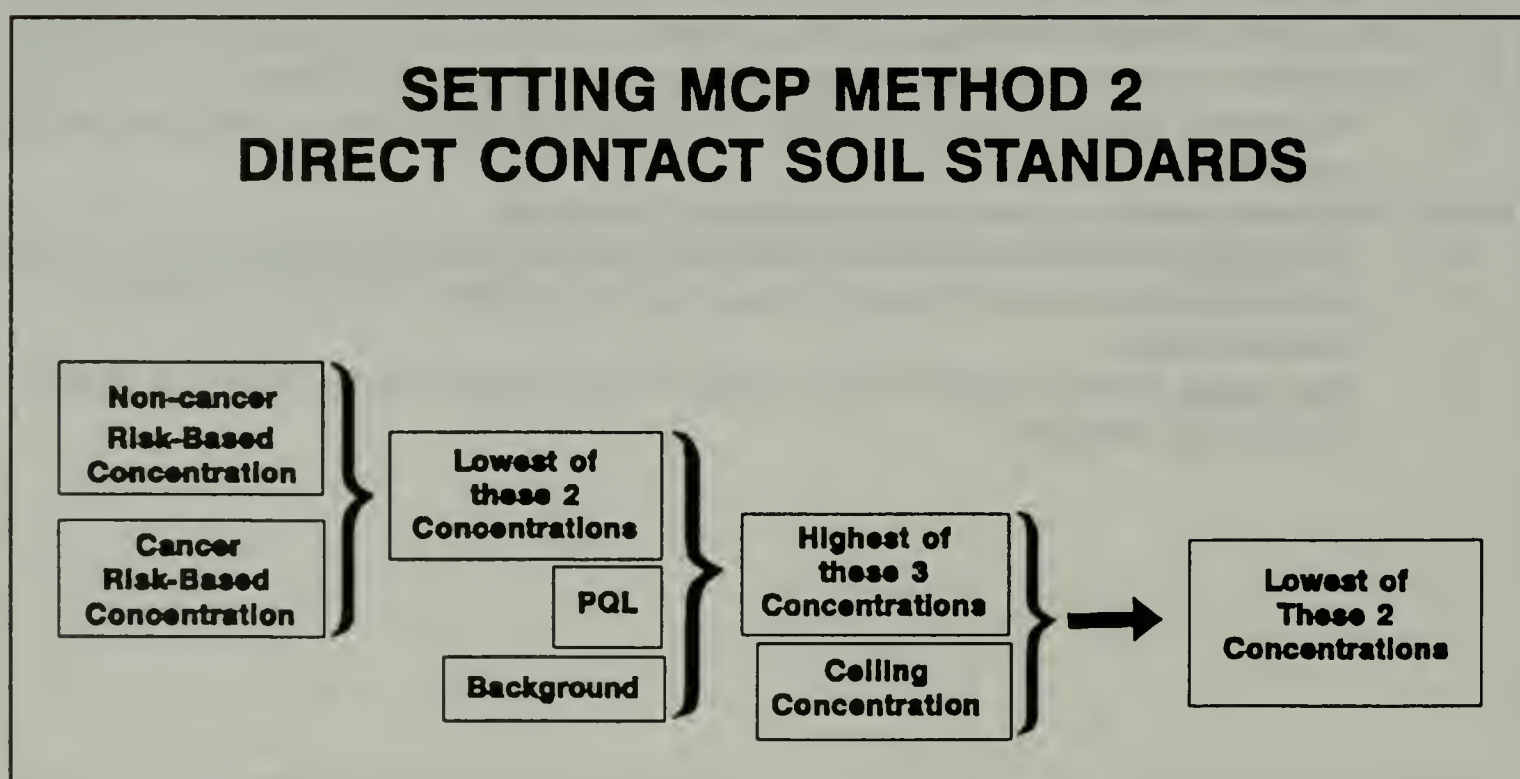 SETTING MCP METHOD 2
DIRECT CONTACT SOIL STANDARDS
Non-cancer
Risk-Based
Concentration
Cancer
Risk-Based
Concentration
Lowest of
these 2
Concentrations
PQL
Background
Highest of
these 3
Concentrations
Ceiling
Concentration
Lowest of
These 2
Concentrations